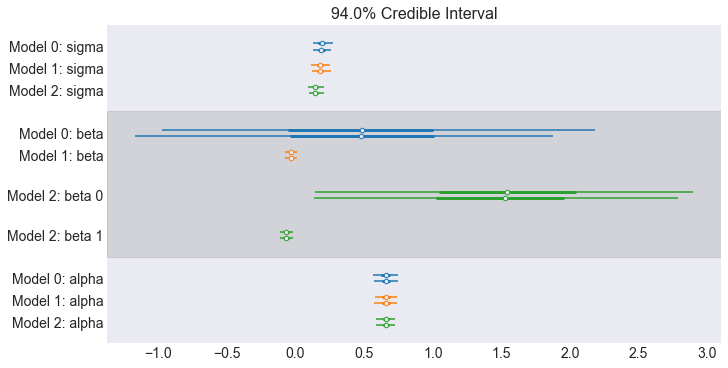 94.0% Credible Interval
Model 0: sigma
Model 1: sigma
Model 2: sigma
Model 0: beta
Model 1: beta
Model 2: beta 0
Model 2: beta 1
Model 0: alpha
Model 1: alpha
Model 2: alpha
−1.0 −0.5 0.0 0.5 1.0 1.5 2.0 2.5 3.0